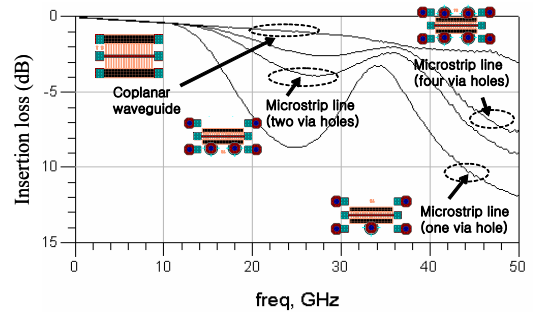 Insertion loss (dB)
0
-5
10
15
Coplanar
waveguide
Microstrip line
(two via holes)
Microstrip line
(four via holes)
Microstrip line
(one via hole)
0
10
20
30
40
50
freq, GHz